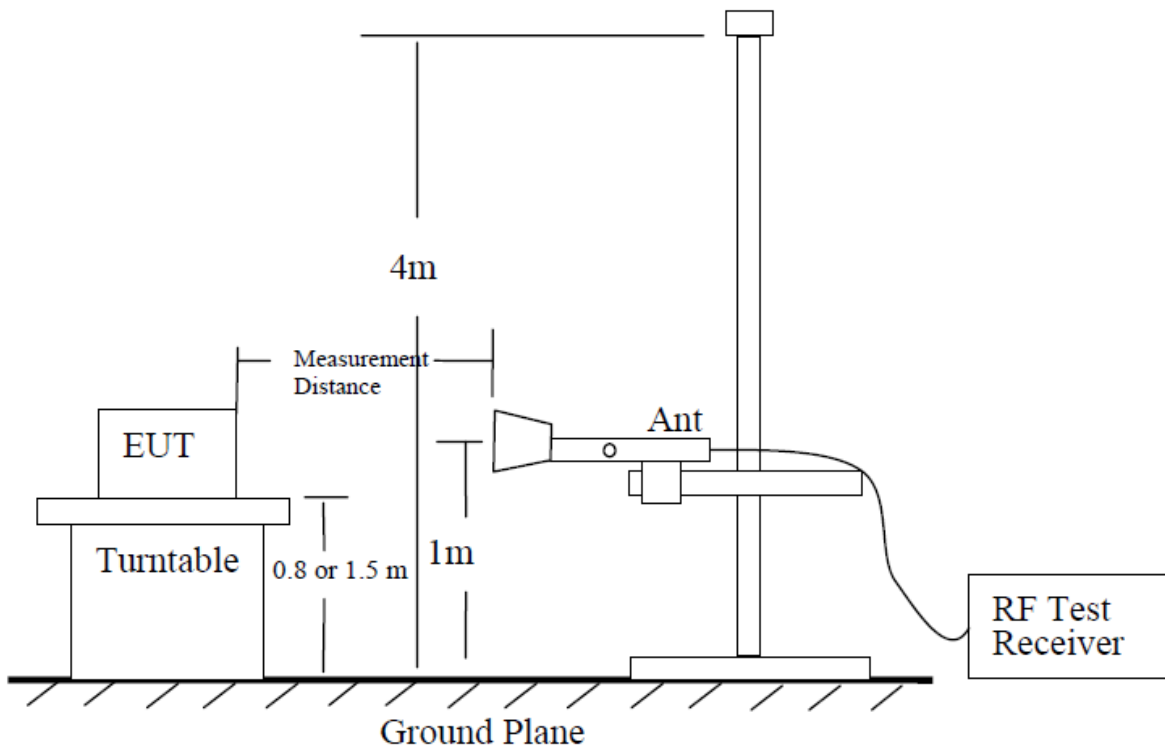 4m
Measurement
Distance
EUT
Ant
Turntable
0.8 or 1.5 m
1m
RF Test
Receiver
Ground Plane